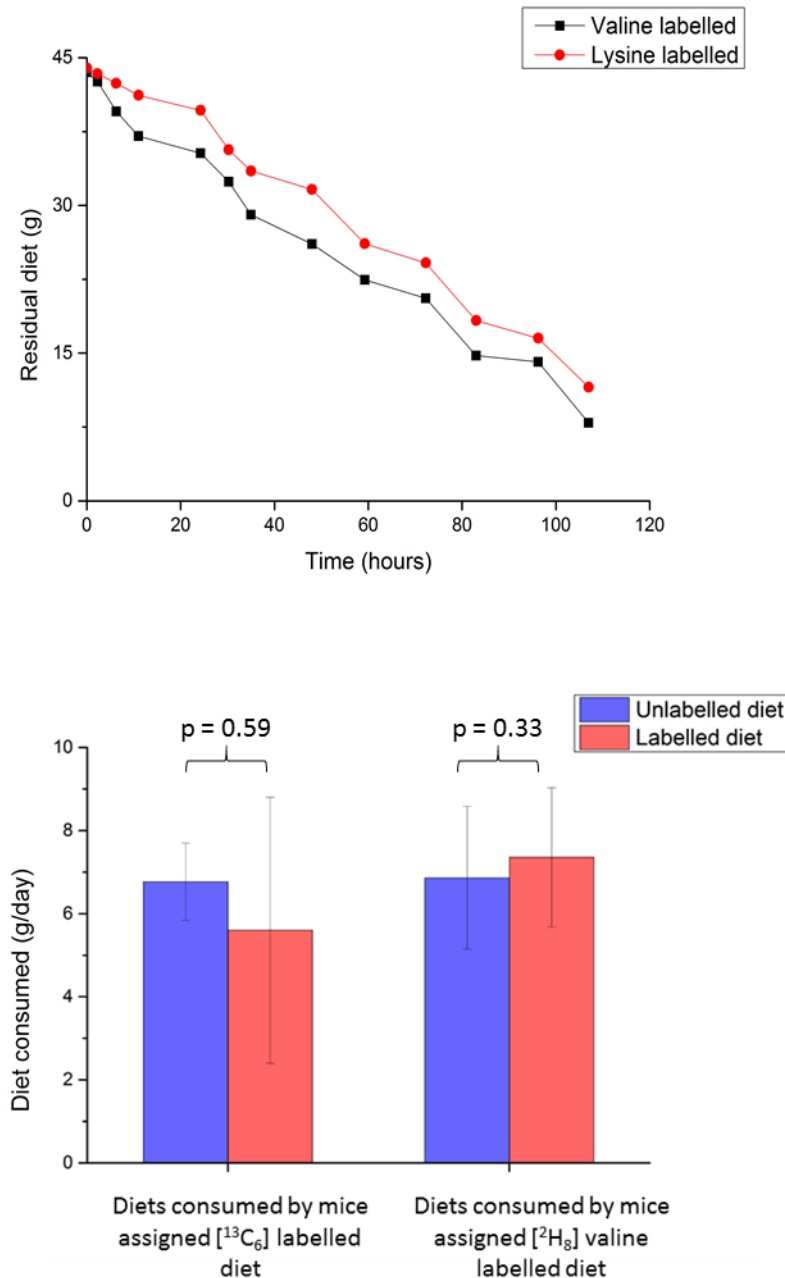 Valine labelled
Lysine labelled
45
30
15
0
Residual diet (g)
0 20 40 60 80 100 120
Time (hours)
Unlabelled diet
Labelled diet
p = 0.59 p = 0.33
10
8
6
4
2
0
Diet consumed (g/day)
Diets consumed by mice
assigned [¹³C₆] labelled
diet
Diets consumed by mice
assigned [²H₈] valine
labelled diet